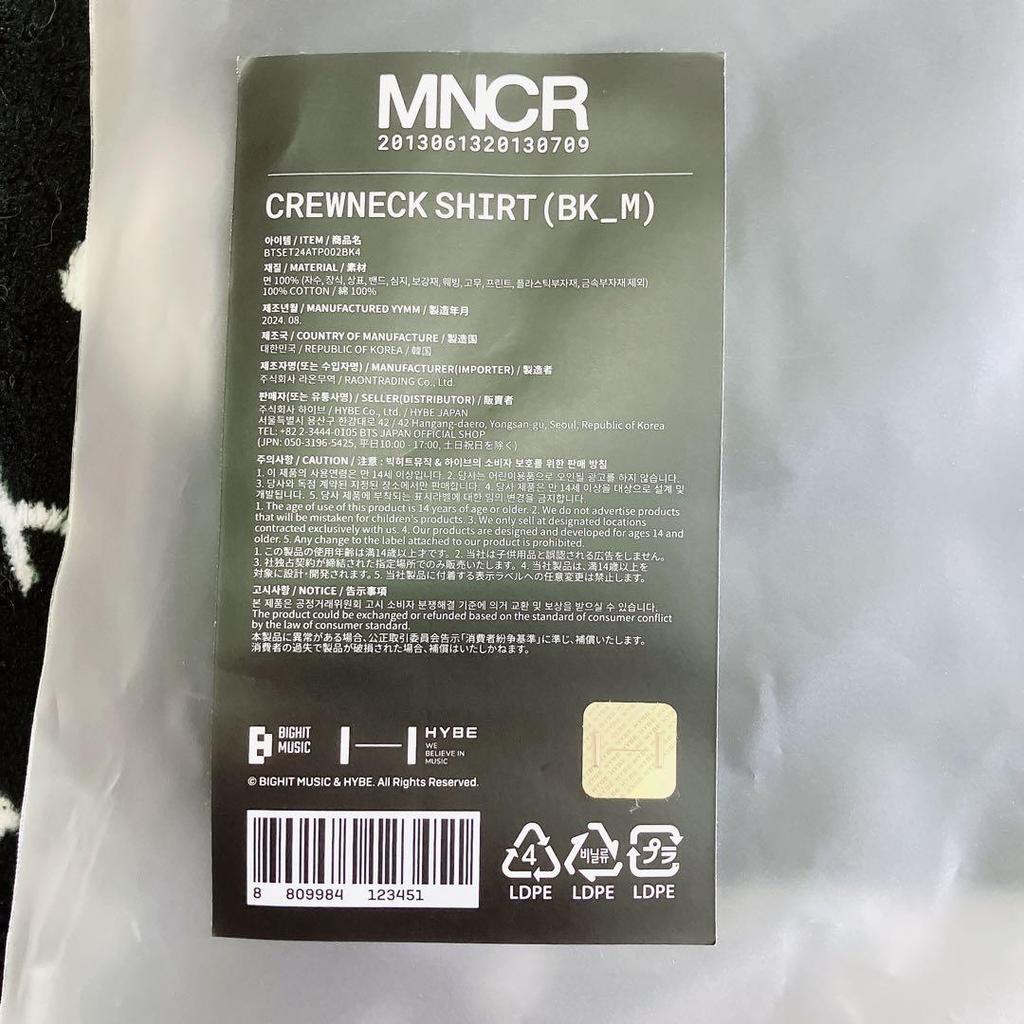 MNCR
2013061320130709
CREWNECK SHIRT (BK_M)
아이템 / ITEM / 商品名
BTSET24ATP002BK4
재질 / MATERIAL / 素材
면 100% (자수, 장식, 상표, 밴드, 심지, 보강재, 웨빙, 고무, 프린트, 플라스틱부자재, 금속부자재 제외)
100% COTTON / 綿 100%
제조년월 / MANUFACTURED YYMM / 製造年月
2024. 08.
제조국 / COUNTRY OF MANUFACTURE / 製造国
대한민국 / REPUBLIC OF KOREA / 韓国
제조자명(또는 수입자명) / MANUFACTURER(IMPORTER) / 製造者
주식회사 라온무역 / RAONTRADING Co., Ltd.
판매자(또는 유통사명) / SELLER(DISTRIBUTOR) / 販賣者
주식회사 하이브 / HYBE Co., Ltd. / HYBE JAPAN
서울특별시 용산구 한강대로 42 / 42 Hangang-daero, Yongsan-gu, Seoul, Republic of Korea
TEL: +82 2-3444-0105 BTS JAPAN OFFICIAL SHOP
(JPN: 050-3196-5425, 平日10:00 - 17:00, 土日祝日を除く)
주의사항 / CAUTION / 注意 : 빅히트뮤직 & 하이브의 소비자 보호를 위한 판매 방침
1. 이 제품의 사용연령은 만 14세 이상입니다. 2. 당사는 어린이용품으로 오인될 광고를 하지 않습니다.
3. 당사와 독점 계약된 지정된 장소에서만 판매합니다. 4. 당사 제품은 만 14세 이상을 대상으로 설계 및
개발됩니다. 5. 당사 제품에 부착되는 표시라벨에 대한 임의 변경을 금지합니다.
1. The age of use of this product is 14 years of age or older. 2. We do not advertise products
that will be mistaken for children's products. 3. We only sell at designated locations
contracted exclusively with us. 4. Our products are designed and developed for ages 14 and
older. 5. Any change to the label attached to our product is prohibited.
1. この製品の使用年齢は満14歳以上才です。 2. 当社は子供用品と誤認される広告をしません。
3. 社独占契約が締結された指定場所でのみ販売いたします。 4. 当社製品は、満14歳以上を
対象に設計・開発されます。 5. 当社製品に付着する表示ラベルへの任意変更は禁止します。
고시사항 / NOTICE / 告示事項
본 제품은 공정거래위원회 고시 소비자 분쟁해결 기준에 의거 교환 및 보상을 받으실 수 있습니다.
The product could be exchanged or refunded based on the standard of consumer conflict
by the law of consumer standard.
本製品に異常がある場合、公正取引委員会告示「消費者紛争基準」に準じ、補償いたします。
消費者の過失で製品が破損された場合、補償はいたしかねます。
BIGHIT
MUSIC
HYBE
WE
BELIEVE IN
MUSIC
© BIGHIT MUSIC & HYBE. All Rights Reserved.
8 809984 123451
4
LDPE
비닐류
LDPE
プラ
LDPE